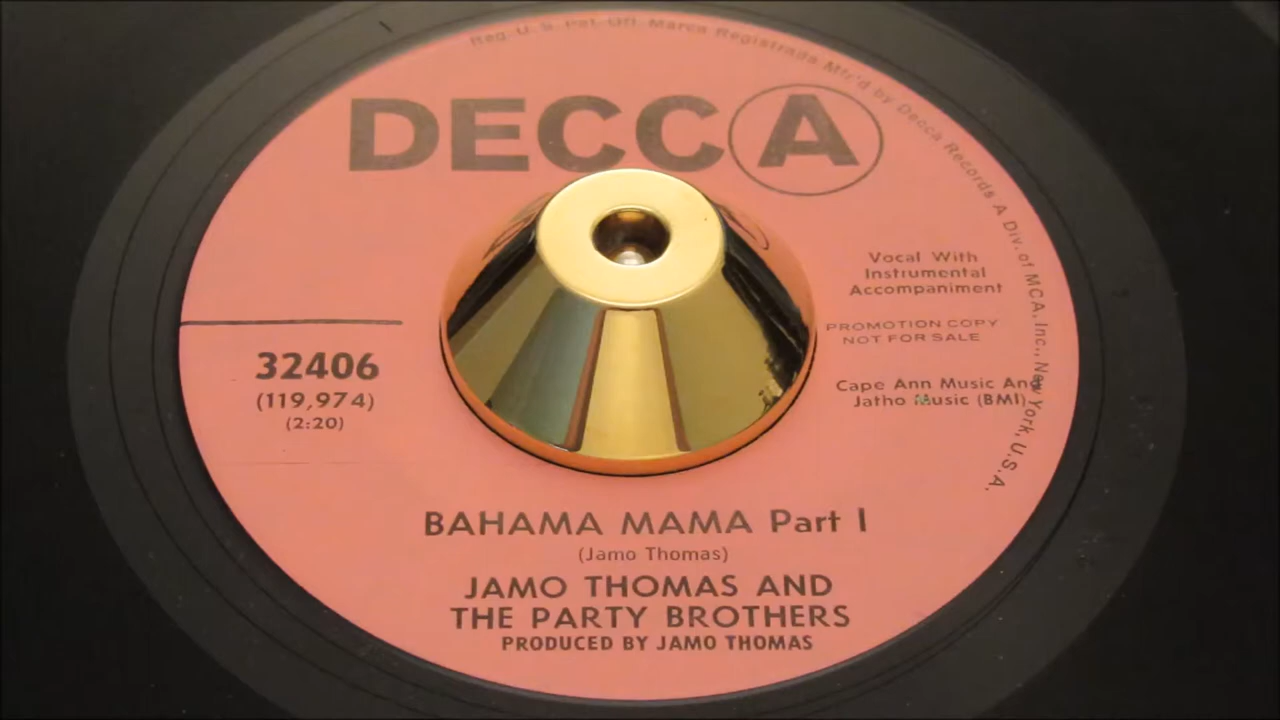 Reg. U. S. Pat. Off. Marca Registrada Mfr'd by Decca Records A Div. of MCA, Inc., New York, U.S.A.
DECCA
Vocal With
Instrumental
Accompaniment
PROMOTION COPY
NOT FOR SALE
32406
(119,974)
(2:20)
Cape Ann Music And
Jatho Music (BMI)
BAHAMA MAMA Part I
(Jamo Thomas)
JAMO THOMAS AND
THE PARTY BROTHERS
PRODUCED BY JAMO THOMAS